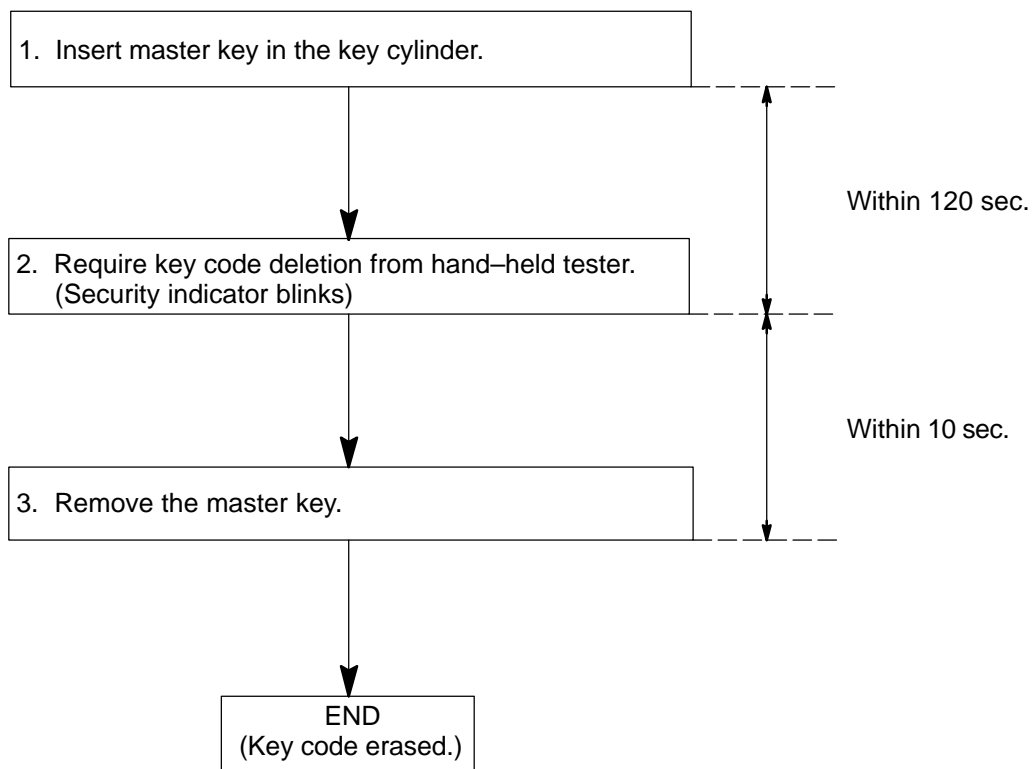 1. Insert master key in the key cylinder.
Within 120 sec.
2. Require key code deletion from hand–held tester.
(Security indicator blinks)
Within 10 sec.
3. Remove the master key.
END
(Key code erased.)